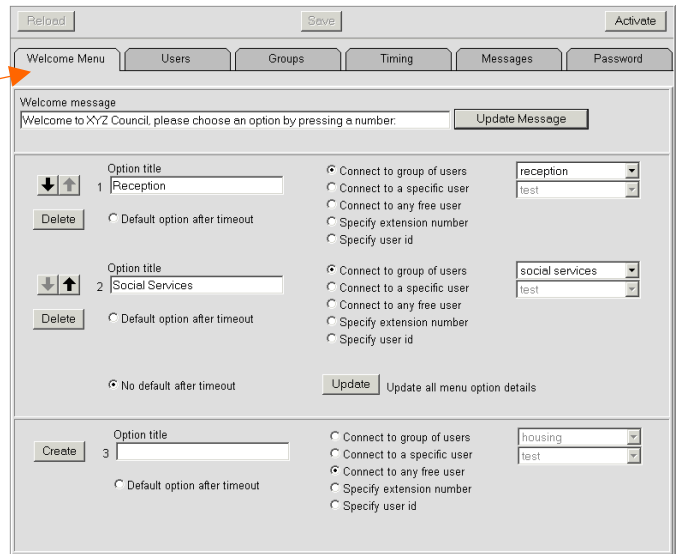 Reload Save Activate
Welcome Menu Users Groups Timing Messages Password
Welcome message
Welcome to XYZ Council, please choose an option by pressing a number: Update Message
Option title
1 Reception
Delete Default option after timeout
Connect to group of users reception
Connect to a specific user test
Connect to any free user
Specify extension number
Specify user id
Option title
2 Social Services
Delete Default option after timeout
Connect to group of users social services
Connect to a specific user test
Connect to any free user
Specify extension number
Specify user id
No default after timeout Update Update all menu option details
Option title
Create 3
Default option after timeout
Connect to group of users housing
Connect to a specific user test
Connect to any free user
Specify extension number
Specify user id